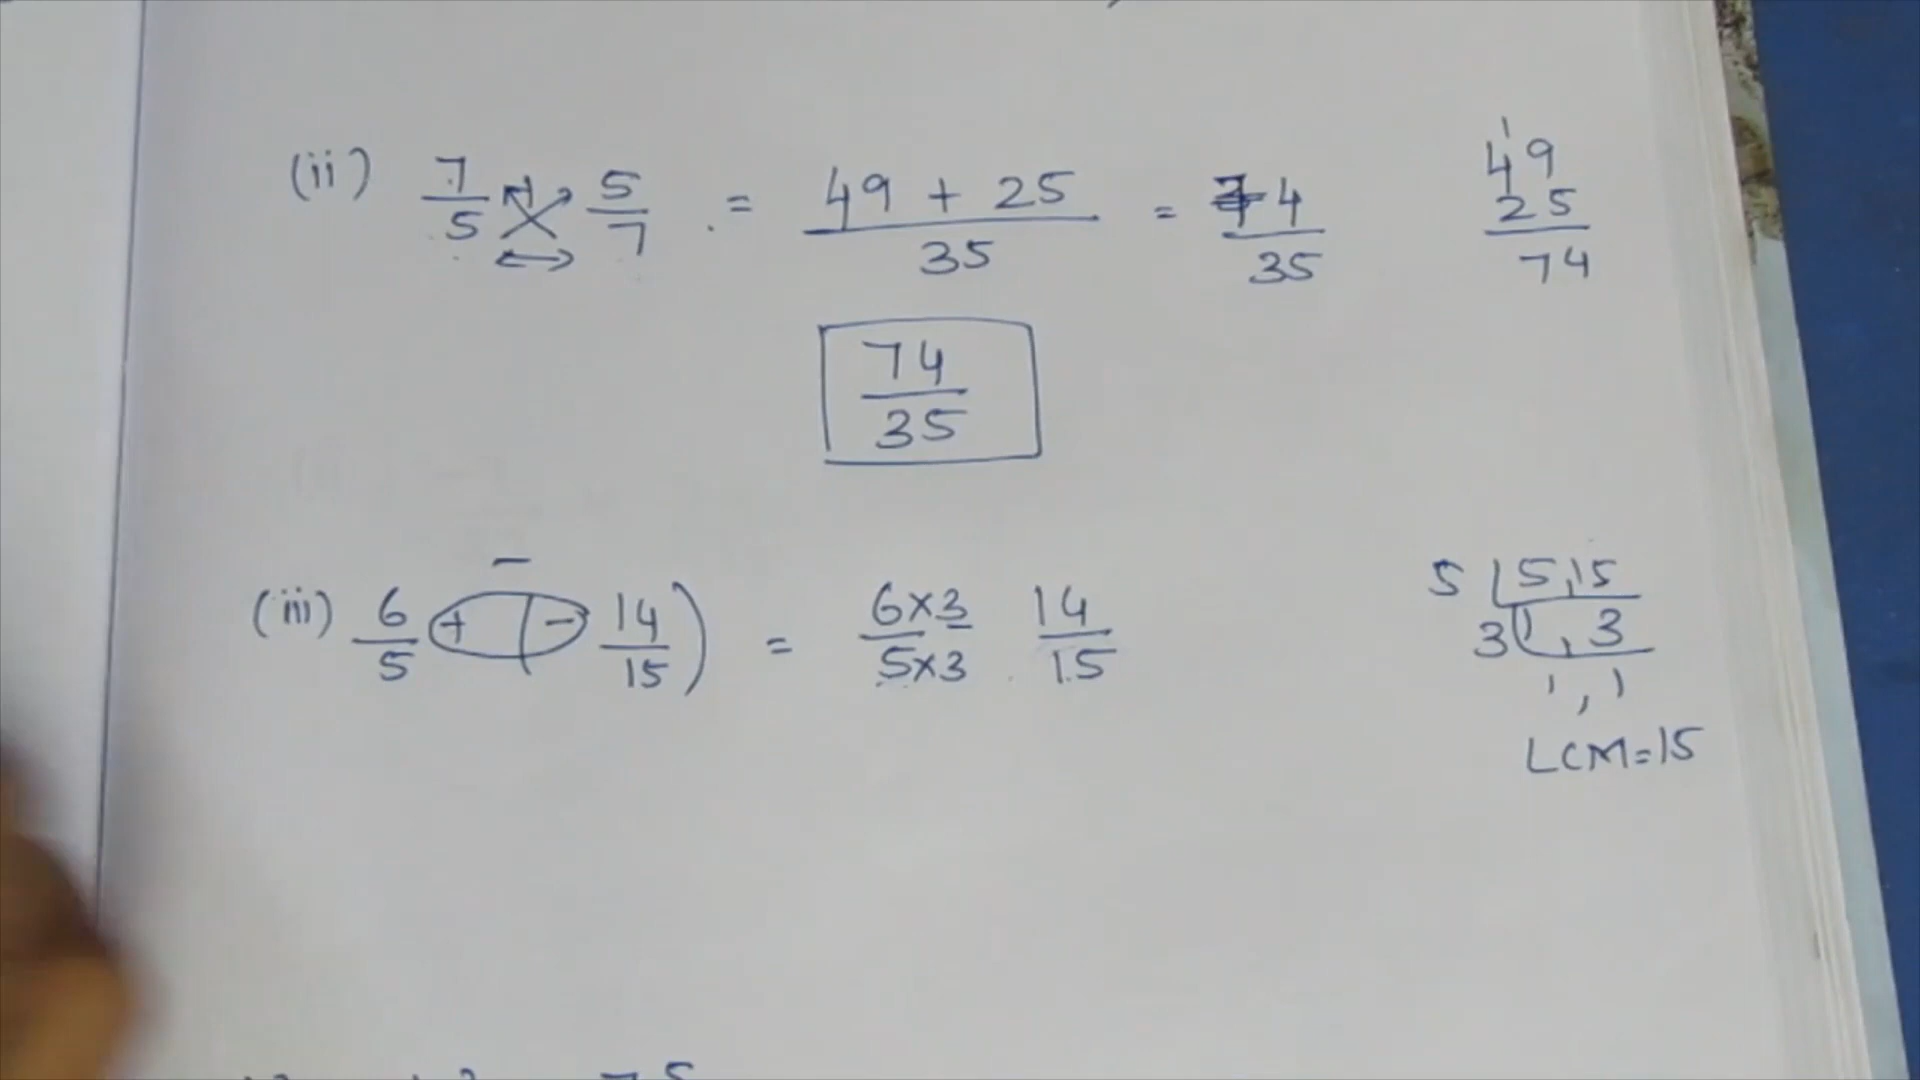 (ii) 7/5 + 5/7 = 49 + 25 / 35 = 74/35
1
49
25
74
74/35
(iii) 6/5 + ( - 14/15 ) = 6×3/5×3 14/15
−
5 | 5, 15
3 | 1, 3
1, 1
LCM = 15